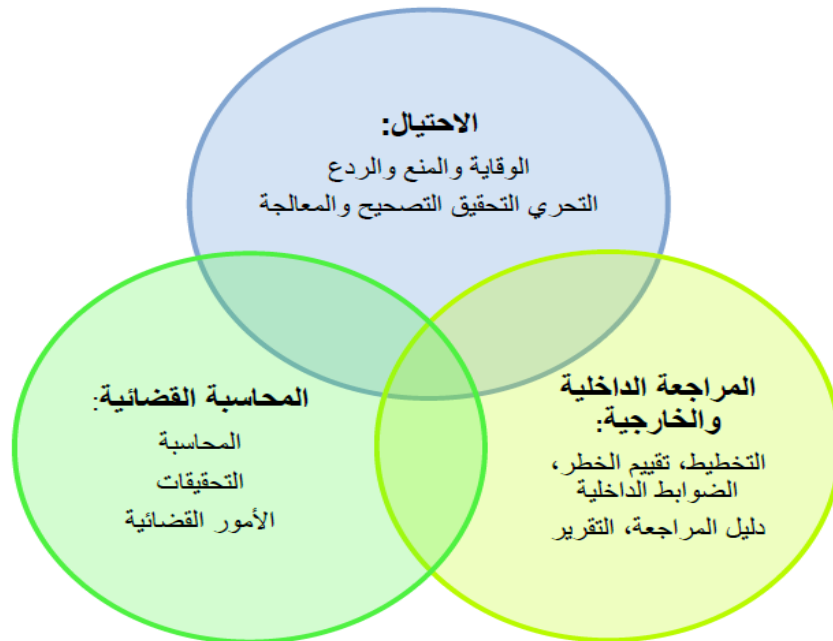 الاحتيال:
الوقاية والمنع والردع
التحري التحقيق التصحيح والمعالجة
المراجعة الداخلية
والخارجية:
التخطيط، تقييم الخطر،
الضوابط الداخلية
دليل المراجعة، التقرير
المحاسبة القضائية:
المحاسبة
التحقيقات
الأمور القضائية